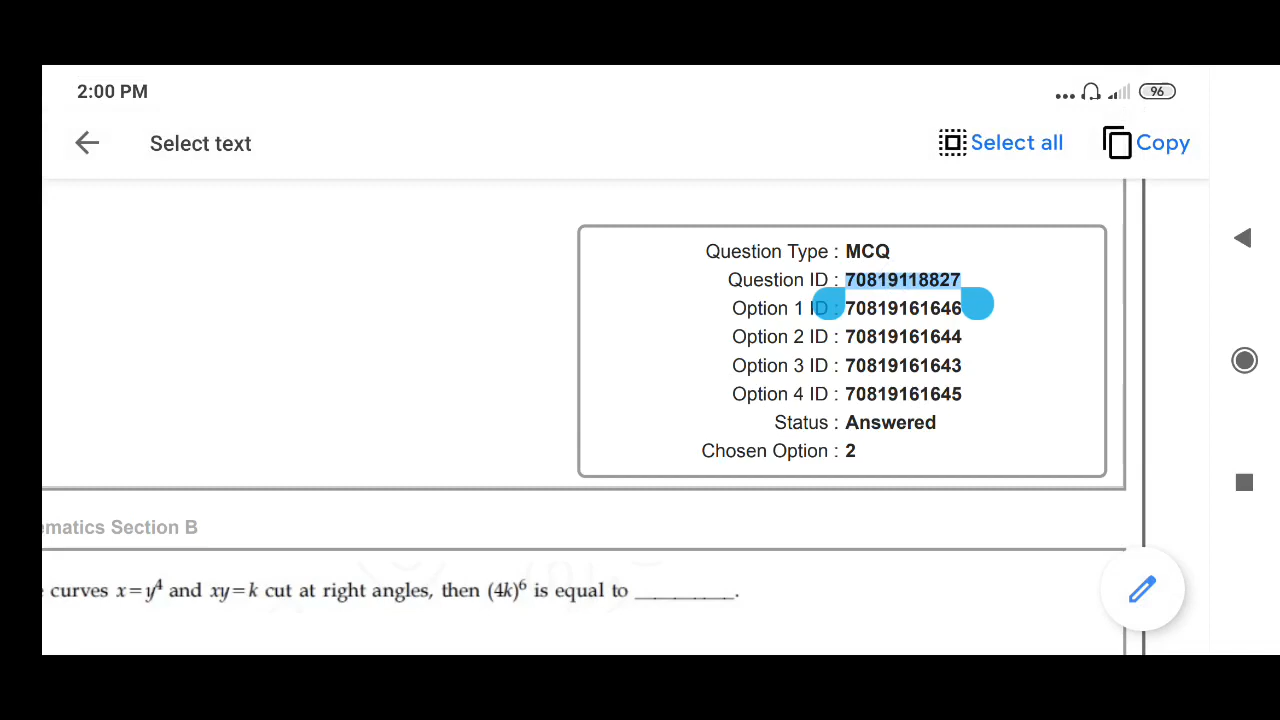 2:00 PM
96
Select text
Select all
Copy
Question Type : MCQ
Question ID : 70819118827
Option 1 ID : 70819161646
Option 2 ID : 70819161644
Option 3 ID : 70819161643
Option 4 ID : 70819161645
Status : Answered
Chosen Option : 2
ematics Section B
curves x=y⁴ and xy=k cut at right angles, then (4k)⁶ is equal to __________.